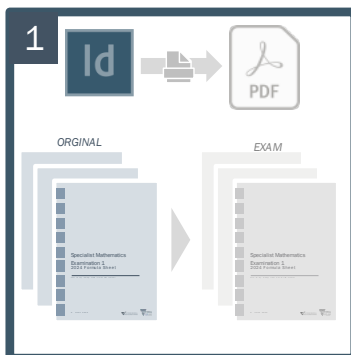 1
Id
PDF
ORGINAL
EXAM
Specialist Mathematics
Examination 1
2023 Formula Sheet
Specialist Mathematics
Examination 1
2023 Formula Sheet